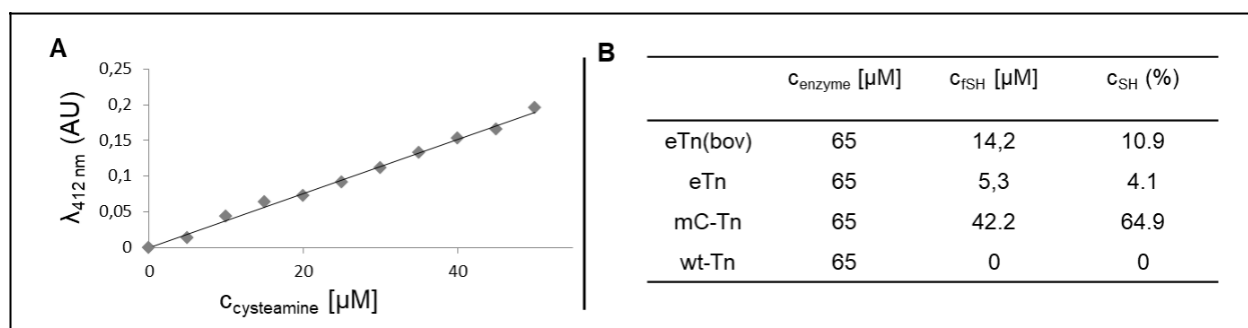 A
0,25
0,2
0,15
0,1
0,05
0
λ412 nm (AU)
0 20 40
ccysteamine [µM]
B
cenzyme [µM] cfSH [µM] cSH (%)
eTn(bov) 65 14,2 10.9
eTn 65 5,3 4.1
mC-Tn 65 42.2 64.9
wt-Tn 65 0 0